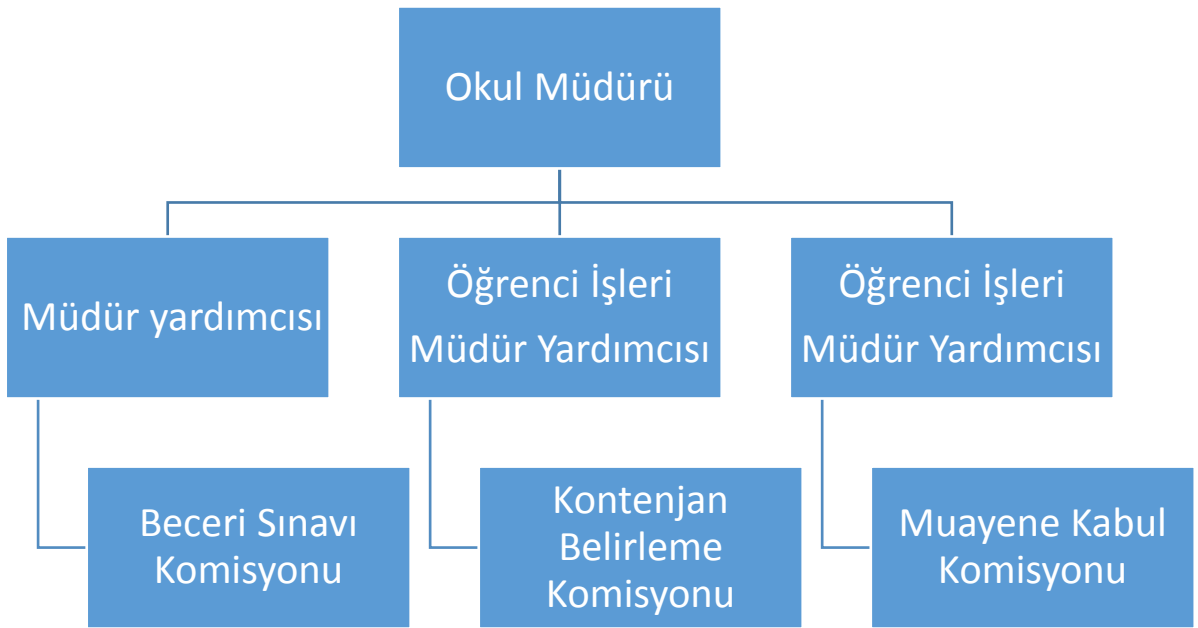 Okul Müdürü
Müdür yardımcısı
Öğrenci İşleri
Müdür Yardımcısı
Öğrenci İşleri
Müdür Yardımcısı
Beceri Sınavı
Komisyonu
Kontenjan
Belirleme
Komisyonu
Muayene Kabul
Komisyonu